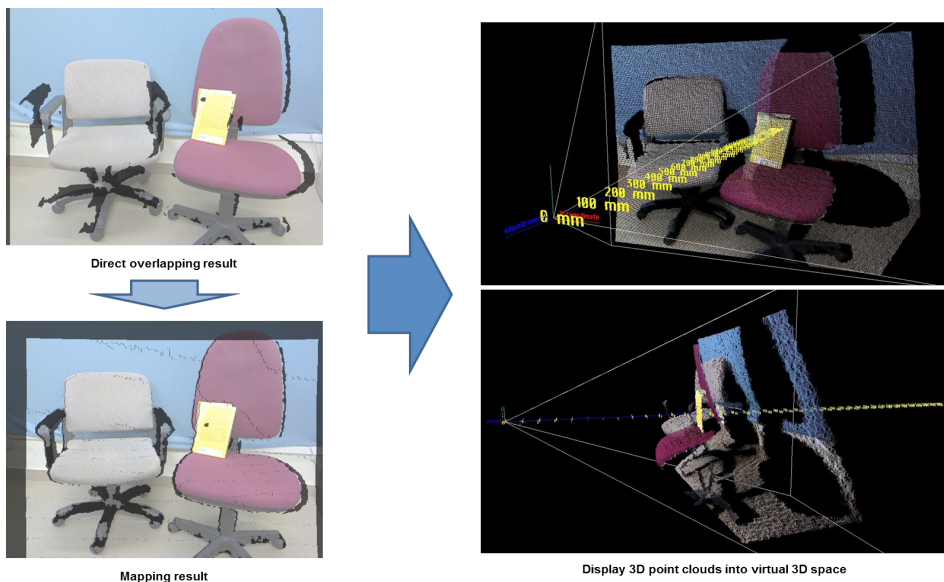 Direct overlapping result
Mapping result
0 mm
100 mm
200 mm
300 mm
400 mm
500 mm
600 mm
Display 3D point clouds into virtual 3D space